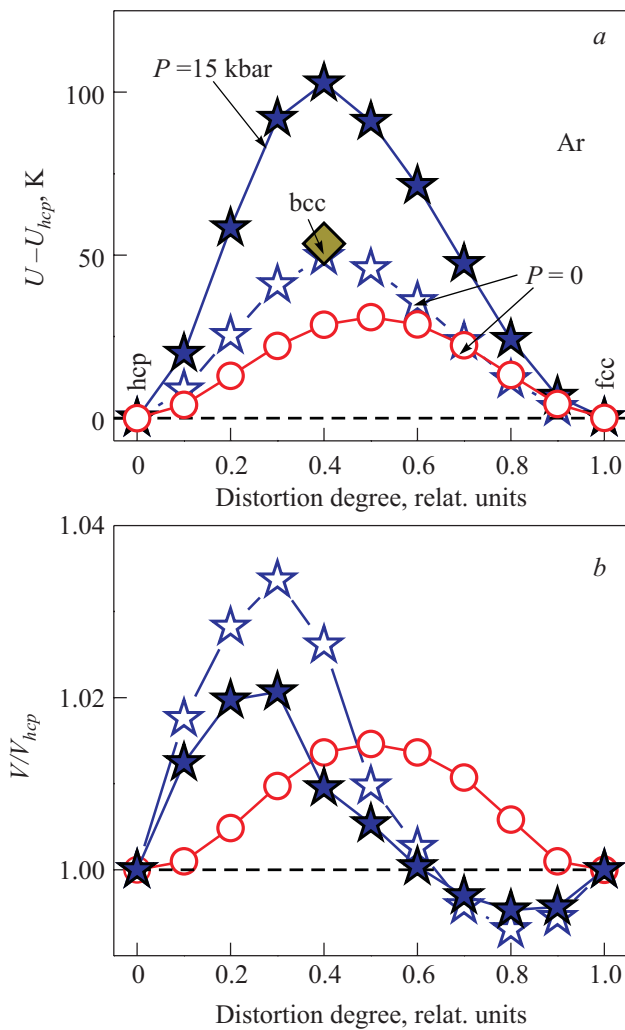 a
P =15 kbar
100
Ar
U – U_hcp, K
bcc
50
P = 0
hcp
fcc
0
0 0.2 0.4 0.6 0.8 1.0
Distortion degree, relat. units
1.04
b
1.02
V/V_hcp
1.00
0 0.2 0.4 0.6 0.8 1.0
Distortion degree, relat. units